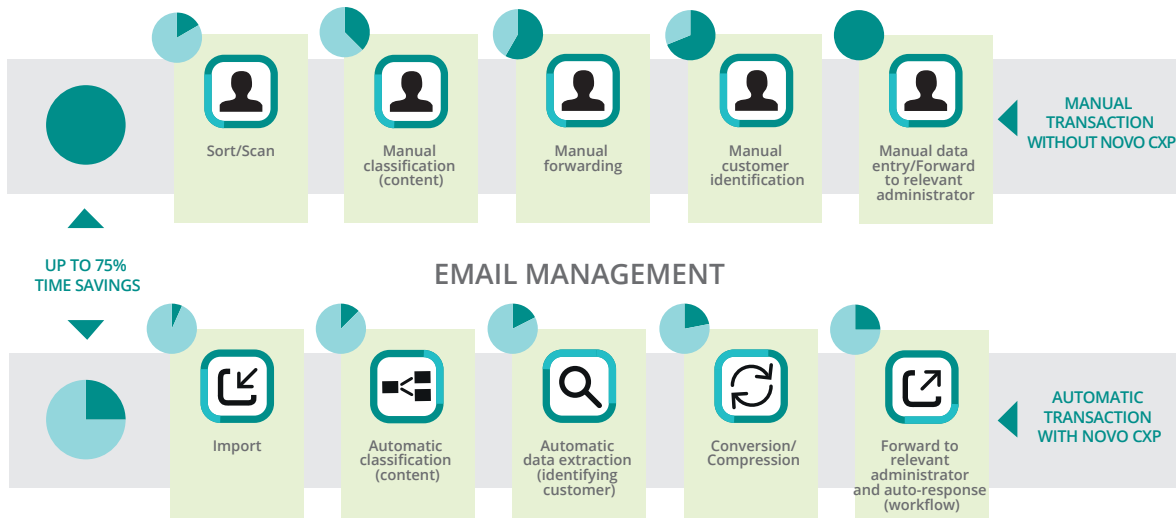 Sort/Scan
Manual
classification
(content)
Manual
forwarding
Manual
customer
identification
Manual data
entry/Forward
to relevant
administrator
MANUAL
TRANSACTION
WITHOUT NOVO CXP
UP TO 75%
TIME SAVINGS
EMAIL MANAGEMENT
Import
Automatic
classification
(content)
Automatic
data extraction
(identifying
customer)
Conversion/
Compression
Forward to
relevant
administrator
and auto-response
(workflow)
AUTOMATIC
TRANSACTION
WITH NOVO CXP